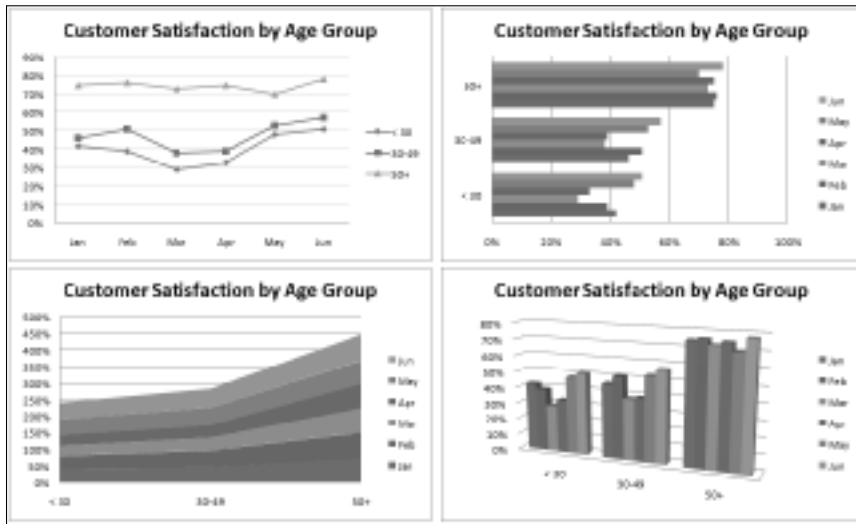 Customer Satisfaction by Age Group
90%
80%
70%
60%
50%
40%
30%
20%
10%
0%
Jan Feb Mar Apr May Jun
< 30
30-49
50+
Customer Satisfaction by Age Group
50+
30-49
< 30
0% 20% 40% 60% 80% 100%
Jun
May
Apr
Mar
Feb
Jan
Customer Satisfaction by Age Group
500%
450%
400%
350%
300%
250%
200%
150%
100%
50%
0%
< 30 30-49 50+
Jun
May
Apr
Mar
Feb
Jan
Customer Satisfaction by Age Group
80%
70%
60%
50%
40%
30%
20%
10%
0%
< 30
30-49
50+
Jan
Feb
Mar
Apr
May
Jun